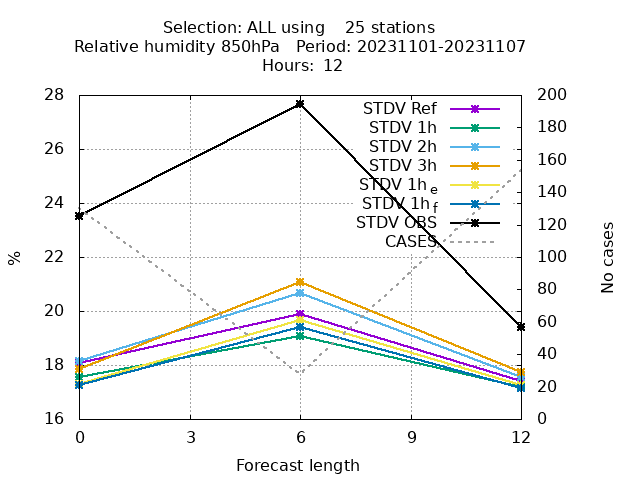 Selection: ALL using 25 stations
Relative humidity 850hPa Period: 20231101-20231107
Hours: 12
28
26
24
22
20
18
16
%
200
180
160
140
120
100
80
60
40
20
0
No cases
STDV Ref
STDV 1h
STDV 2h
STDV 3h
STDV 1h e
STDV 1h f
STDV OBS
CASES
0 3 6 9 12
Forecast length